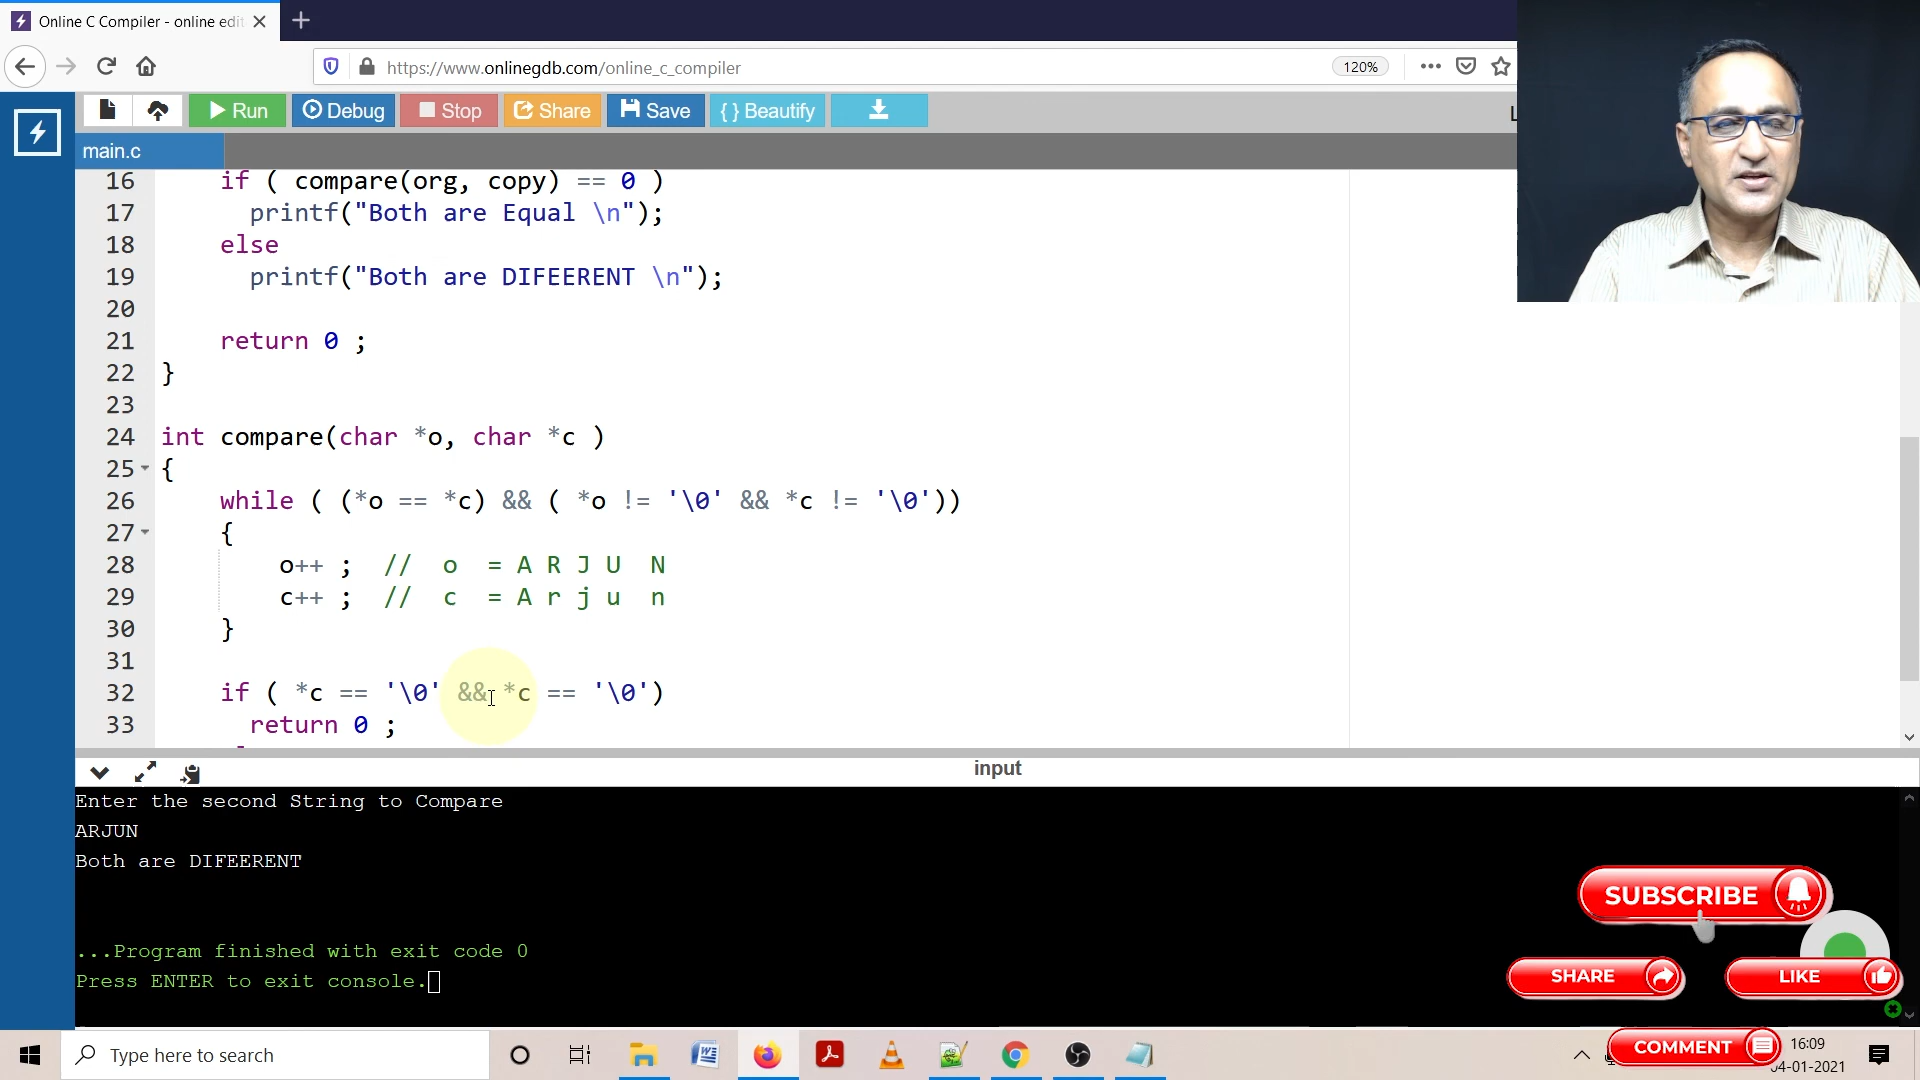 Online C Compiler - online edit
https://www.onlinegdb.com/online_c_compiler
120%
Run
Debug
Stop
Share
Save
{ } Beautify
L
main.c
16 if ( compare(org, copy) == 0 )
17 printf("Both are Equal \n");
18 else
19 printf("Both are DIFEERENT \n");
20
21 return 0 ;
22 }
23
24 int compare(char *o, char *c )
25 {
26 while ( (*o == *c) && ( *o != '\0' && *c != '\0'))
27 {
28 o++ ; // o = A R J U N
29 c++ ; // c = A r j u n
30 }
31
32 if ( *c == '\0' && *c == '\0')
33 return 0 ;
input
Enter the second String to Compare
ARJUN
Both are DIFEERENT
...Program finished with exit code 0
Press ENTER to exit console.
SUBSCRIBE
SHARE
LIKE
COMMENT
Type here to search
16:09
04-01-2021